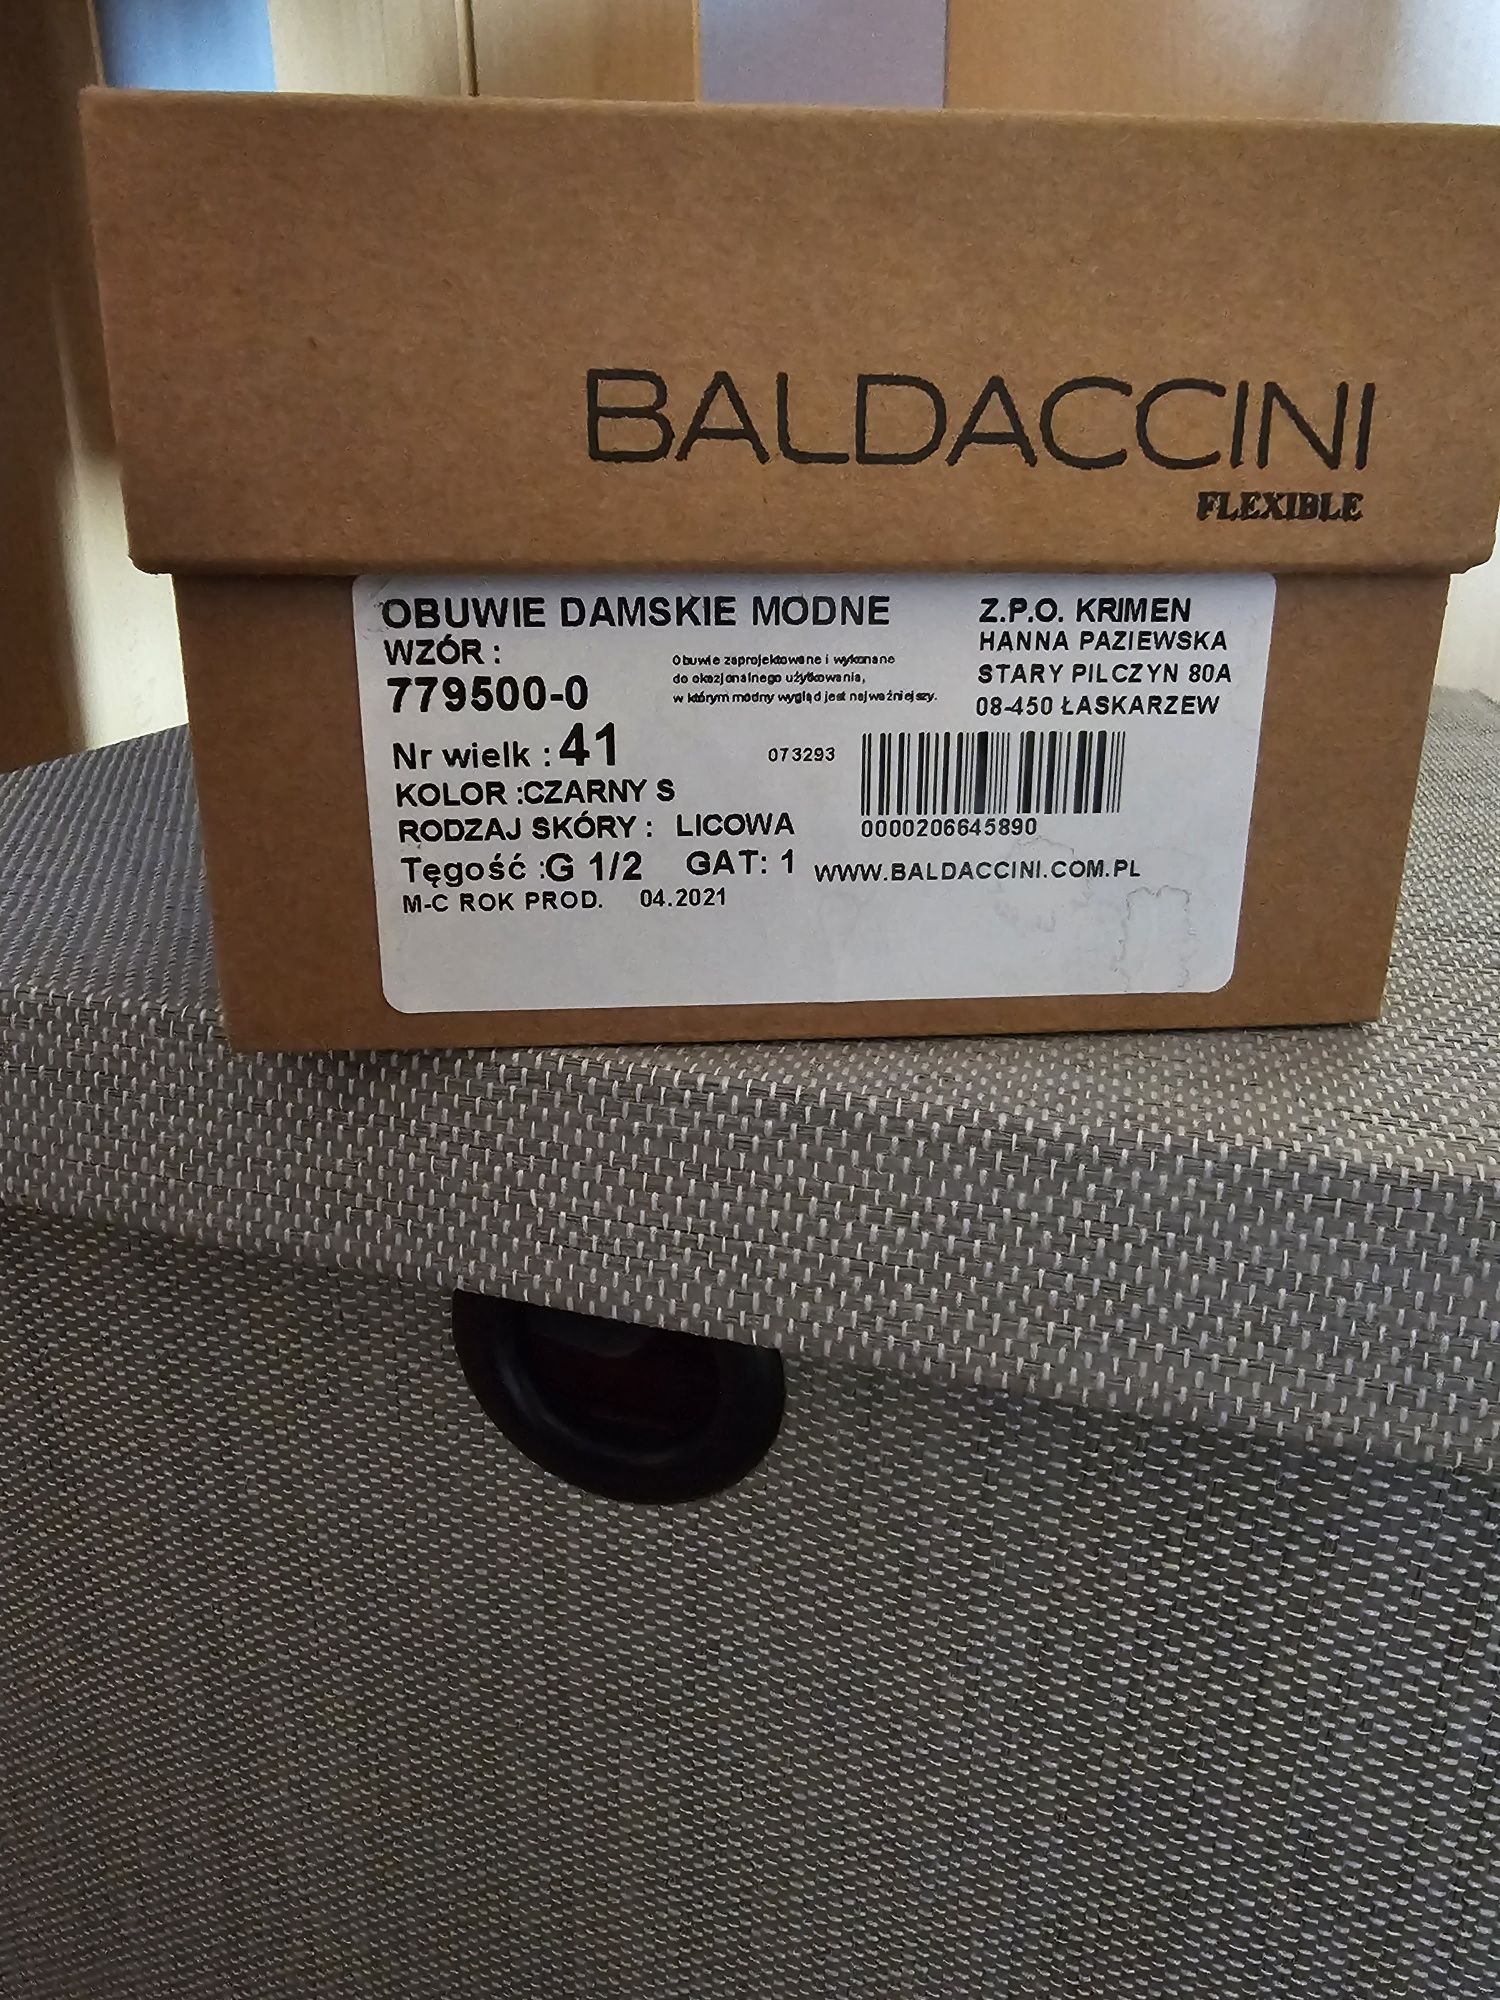 BALDACCINI
FLEXIBLE
OBUWIE DAMSKIE MODNE
WZÓR :
779500-0
Obuwie zaprojektowane i wykonane
do okazjonalnego użytkowania,
w którym modny wygląd jest najważniejszy.
Z.P.O. KRIMEN
HANNA PAZIEWSKA
STARY PILCZYN 80A
08-450 ŁASKARZEW
Nr wielk : 41
073293
KOLOR :CZARNY S
RODZAJ SKÓRY : LICOWA
0000206645890
Tęgość :G 1/2 GAT: 1
WWW.BALDACCINI.COM.PL
M-C ROK PROD. 04.2021